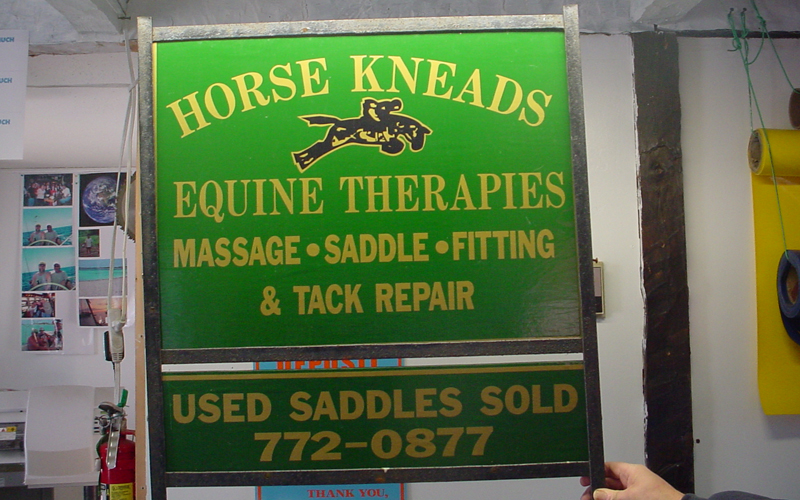 HORSE KNEADS
EQUINE THERAPIES
MASSAGE • SADDLE • FITTING
& TACK REPAIR
USED SADDLES SOLD
772-0877
THANK YOU,